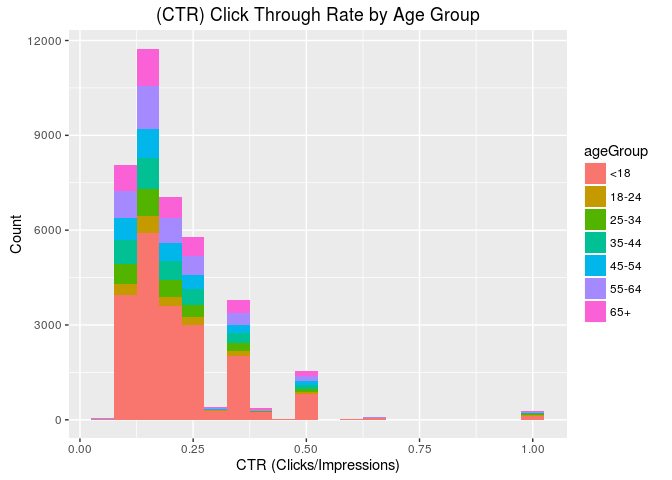 (CTR) Click Through Rate by Age Group
Count
12000
9000
6000
3000
0
0.00 0.25 0.50 0.75 1.00
CTR (Clicks/Impressions)
ageGroup
<18
18-24
25-34
35-44
45-54
55-64
65+